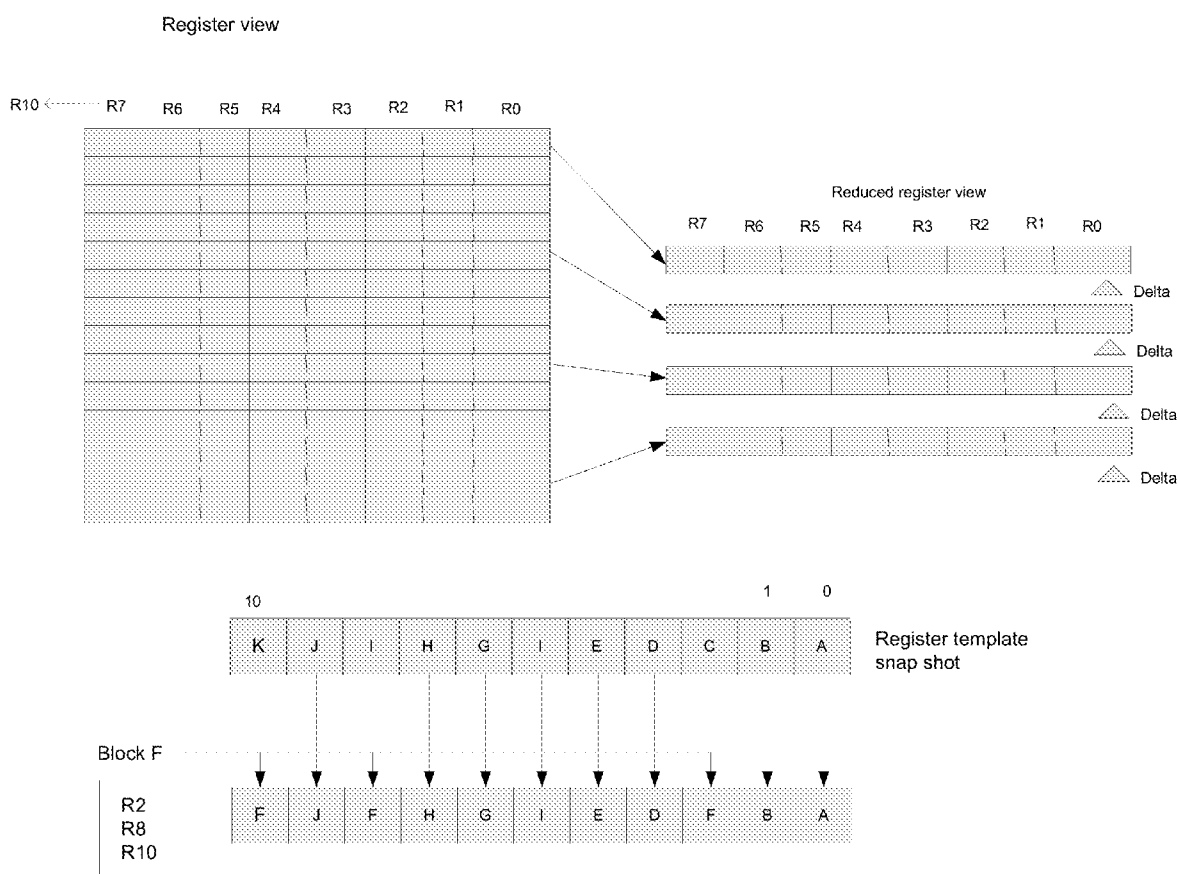 Register view
R10 R7 R6 R5 R4 R3 R2 R1 R0
Reduced register view
R7 R6 R5 R4 R3 R2 R1 R0
Delta
Delta
Delta
Delta
10 1 0
K J I H G I E D C B A
Register template
snap shot
Block F
F J F H G I E D F B A
R2
R8
R10